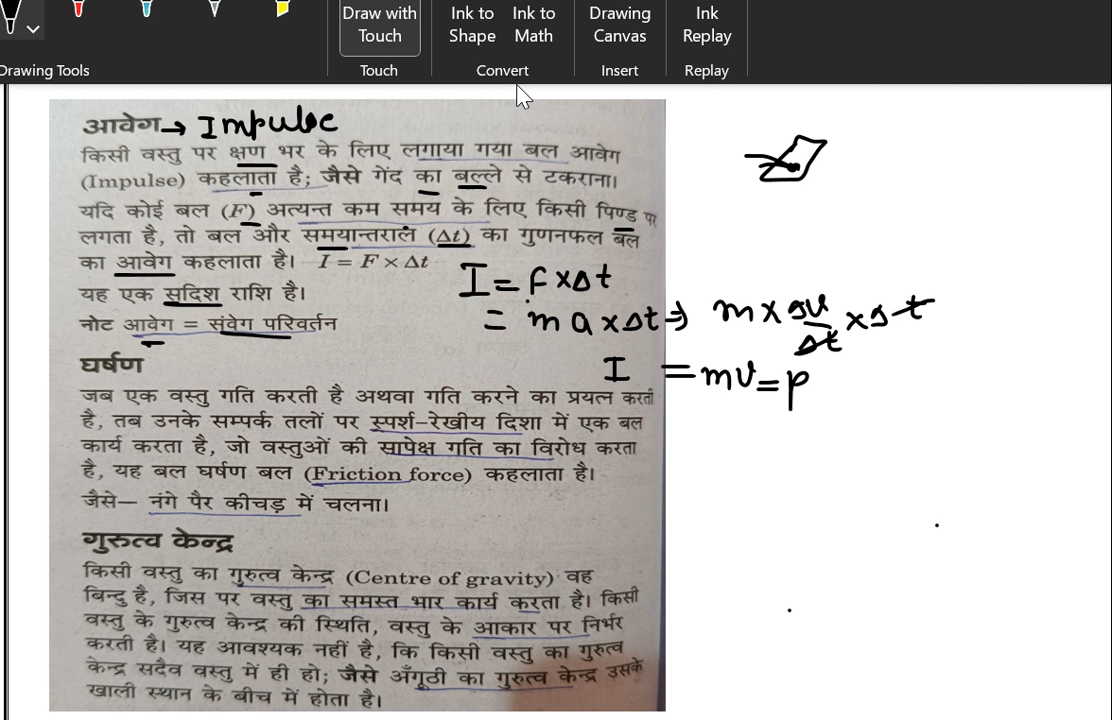 Draw with Touch
Ink to Shape
Ink to Math
Drawing Canvas
Ink Replay
Drawing Tools
Touch
Convert
Insert
Replay
आवेग → Impulse
किसी वस्तु पर क्षण भर के लिए लगाया गया बल आवेग
(Impulse) कहलाता है; जैसे गेंद का बल्ले से टकराना।
यदि कोई बल (F) अत्यन्त कम समय के लिए किसी पिण्ड पर
लगता है, तो बल और समयान्तराल (Δt) का गुणनफल बल
का आवेग कहलाता है। I = F × Δt
यह एक सदिश राशि है।
नोट आवेग = संवेग परिवर्तन
I = F × Δt
= m a × Δt → m × Δv/Δt × Δt
I = mv = p
घर्षण
जब एक वस्तु गति करती है अथवा गति करने का प्रयत्न करती
है, तब उनके सम्पर्क तलों पर स्पर्श-रेखीय दिशा में एक बल
कार्य करता है, जो वस्तुओं की सापेक्ष गति का विरोध करता
है, यह बल घर्षण बल (Friction force) कहलाता है।
जैसे— नंगे पैर कीचड़ में चलना।
गुरुत्व केन्द्र
किसी वस्तु का गुरुत्व केन्द्र (Centre of gravity) वह
बिन्दु है, जिस पर वस्तु का समस्त भार कार्य करता है। किसी
वस्तु के गुरुत्व केन्द्र की स्थिति, वस्तु के आकार पर निर्भर
करती है। यह आवश्यक नहीं है, कि किसी वस्तु का गुरुत्व
केन्द्र सदैव वस्तु में ही हो; जैसे अँगूठी का गुरुत्व केन्द्र उसके
खाली स्थान के बीच में होता है।